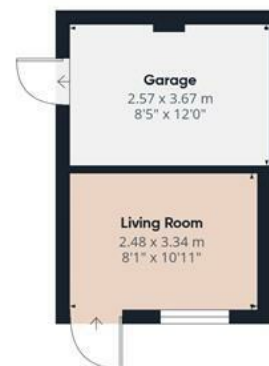 Garage
2.57 x 3.67 m
8'5" x 12'0"
Living Room
2.48 x 3.34 m
8'1" x 10'11"